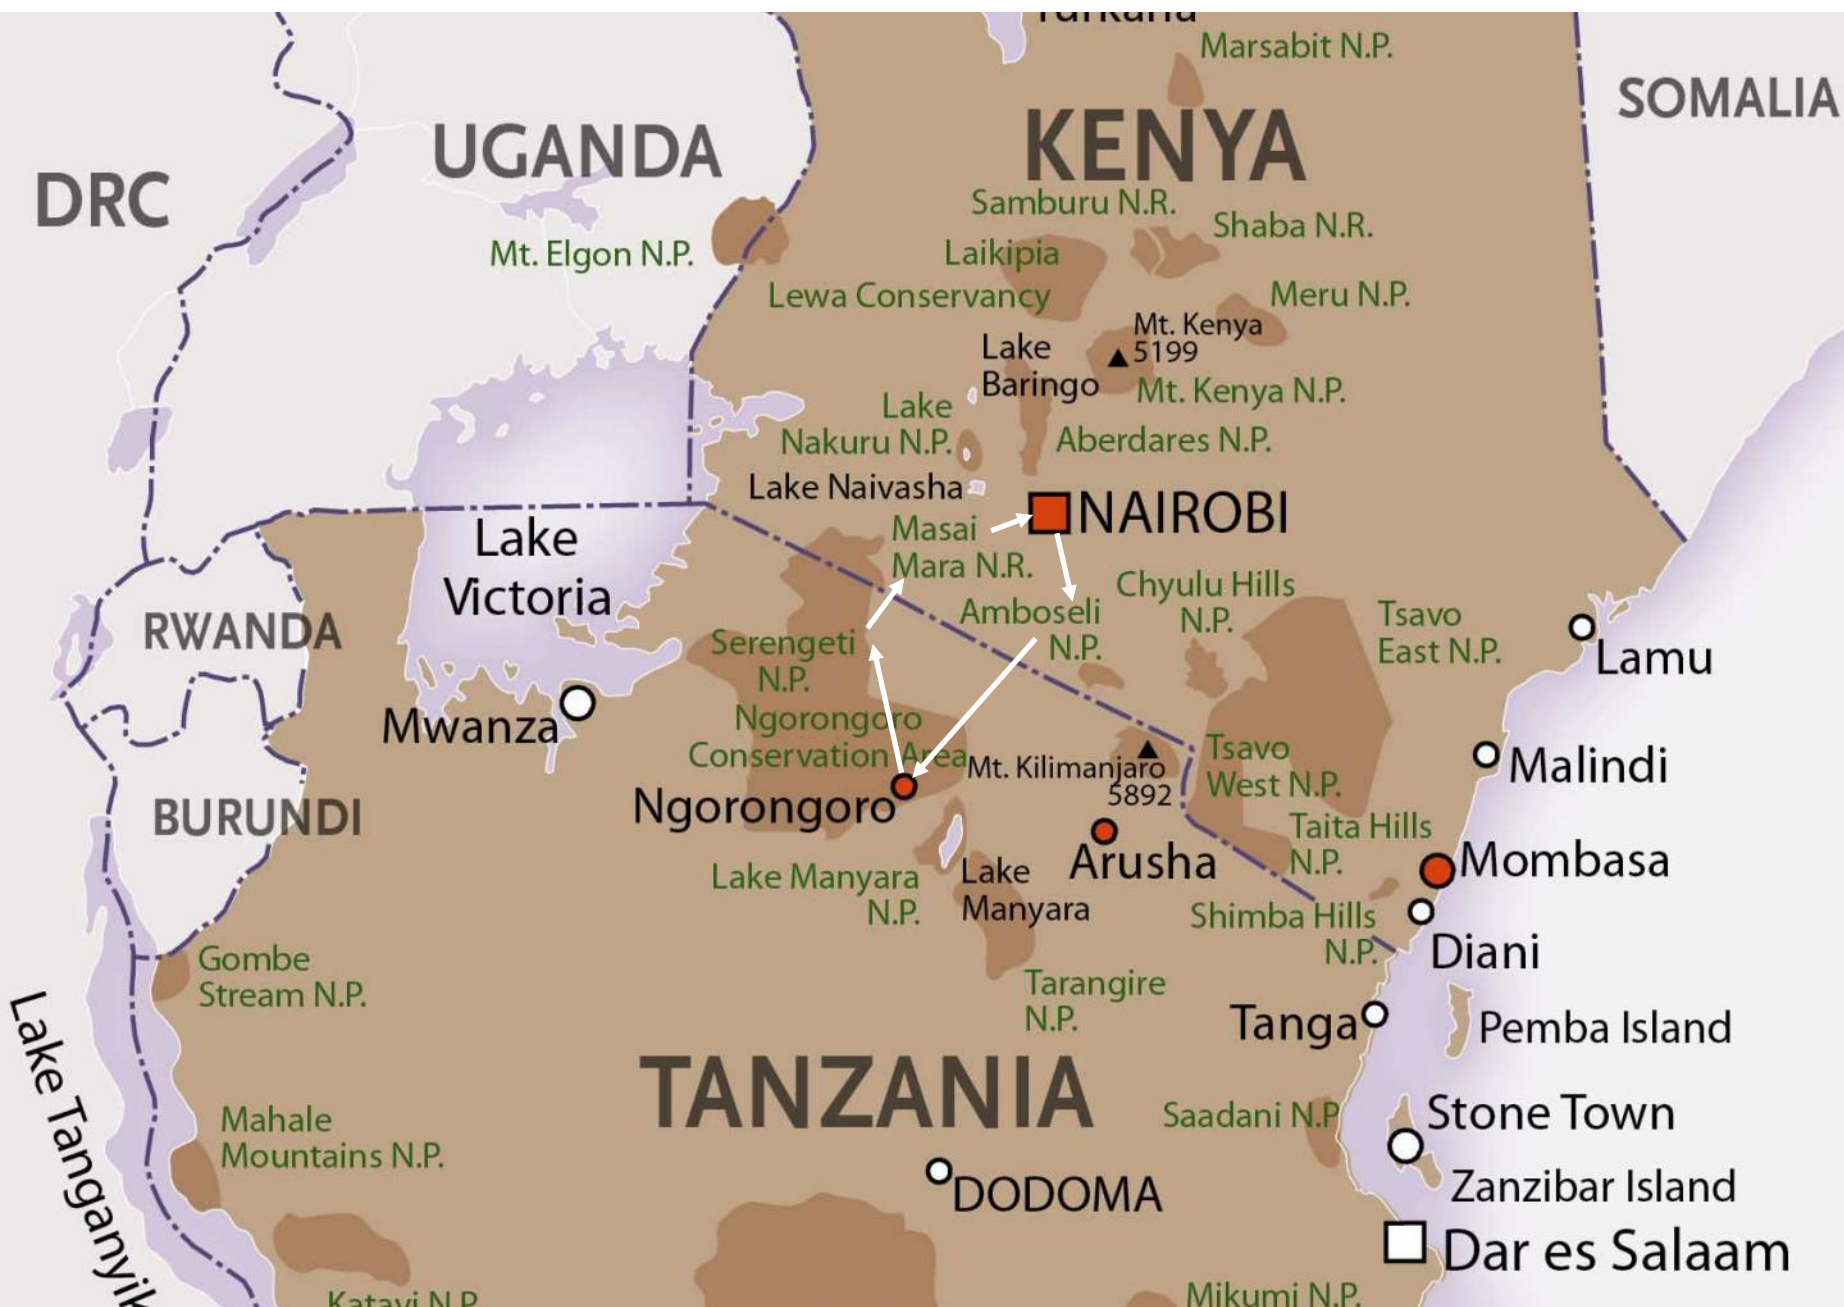 Turkana
Marsabit N.P.
SOMALIA
KENYA
UGANDA
DRC
Samburu N.R.
Shaba N.R.
Mt. Elgon N.P.
Laikipia
Lewa Conservancy
Meru N.P.
Mt. Kenya
5199
Lake
Baringo
Mt. Kenya N.P.
Lake
Nakuru N.P.
Aberdares N.P.
Lake Naivasha
NAIROBI
Masai
Mara N.R.
Lake
Victoria
Chyulu Hills
N.P.
Amboseli
N.P.
Tsavo
East N.P.
Lamu
RWANDA
Serengeti
N.P.
Mwanza
Ngorongoro
Conservation Area
Mt. Kilimanjaro
5892
Tsavo
West N.P.
Malindi
Ngorongoro
BURUNDI
Arusha
Taita Hills
N.P.
Mombasa
Lake Manyara
N.P.
Lake
Manyara
Shimba Hills
N.P.
Diani
Gombe
Stream N.P.
Tarangire
N.P.
Tanga
Pemba Island
Lake Tanganyik
TANZANIA
Mahale
Mountains N.P.
Saadani N.P
Stone Town
DODOMA
Zanzibar Island
Dar es Salaam
Katavi N.P.
Mikumi N.P.